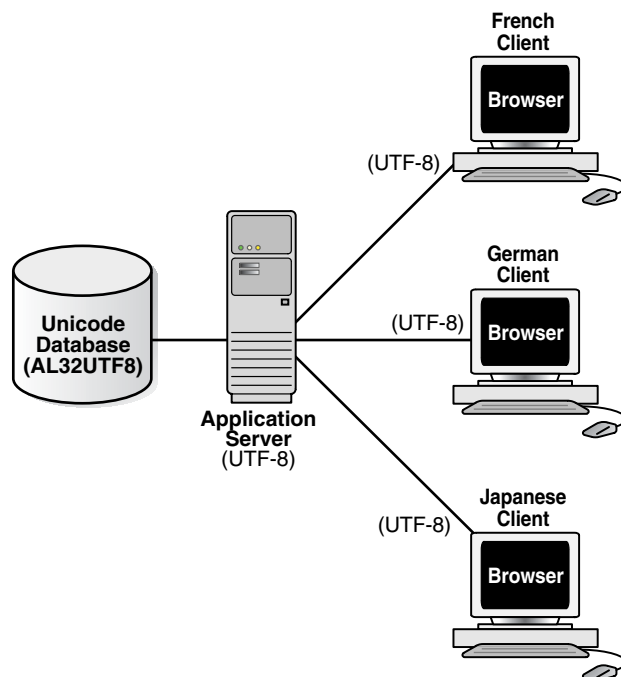 French
Client
Browser
(UTF-8)
German
Client
(UTF-8)
Browser
Unicode
Database
(AL32UTF8)
Application
Server
(UTF-8)
Japanese
Client
(UTF-8)
Browser